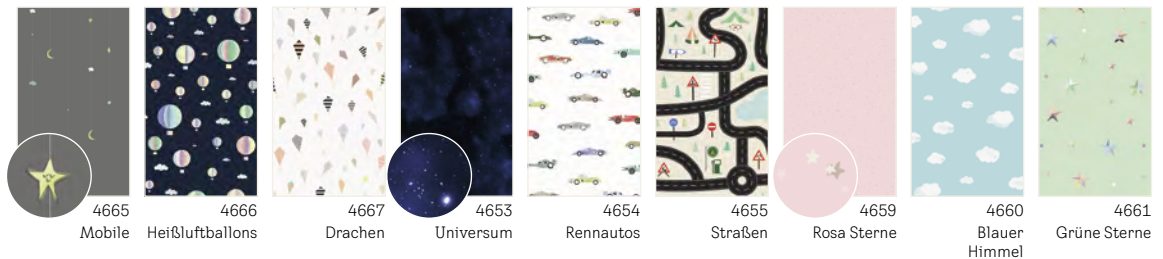 4665
Mobile
4666
Heißluftballons
4667
Drachen
4653
Universum
4654
Rennautos
4655
Straßen
4659
Rosa Sterne
4660
Blauer
Himmel
4661
Grüne Sterne